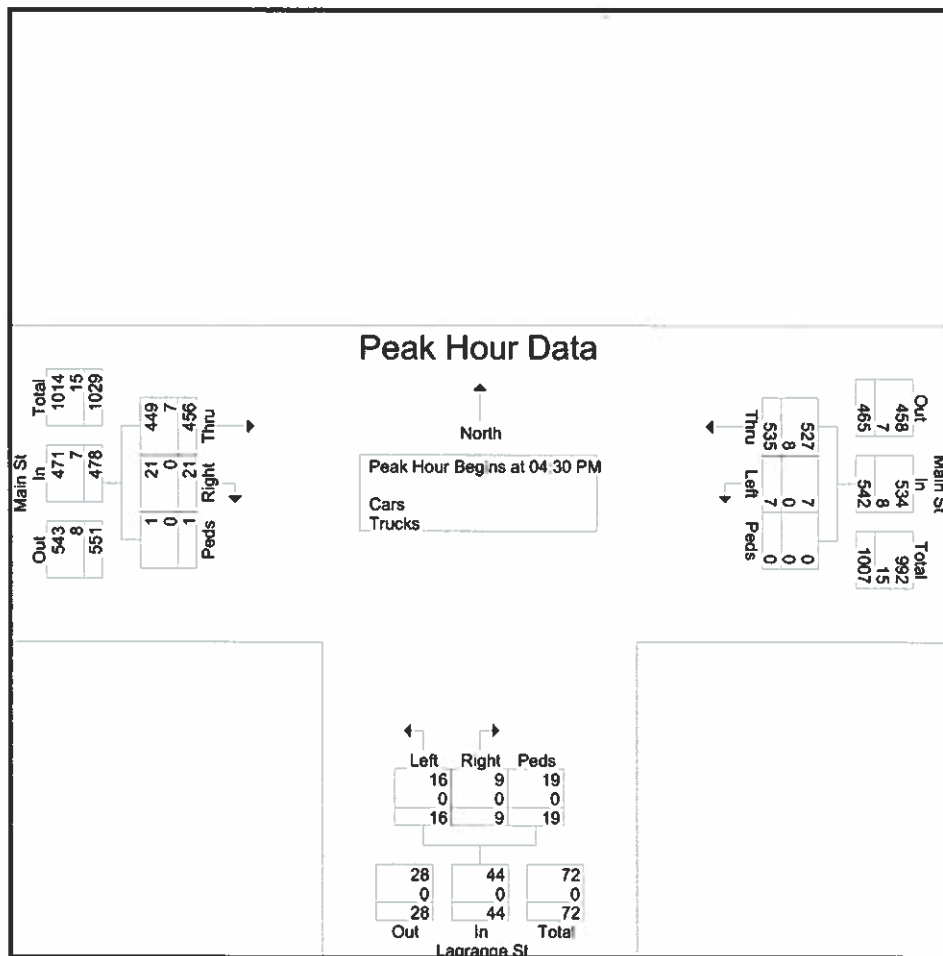 Peak Hour Data
North
Peak Hour Begins at 04:30 PM
Cars
Trucks
Main St
Out In Total
543 471 1014
8 7 15
551 478 1029
Peds Right Thru
1 21 449
0 0 7
1 21 456
Main St
Out In Total
458 534 992
7 8 15
465 542 1007
Thru Left Peds
527 7 0
8 0 0
535 7 0
Left Right Peds
16 9 19
0 0 0
16 9 19
28 44 72
0 0 0
28 44 72
Out In Total
Lagrange St